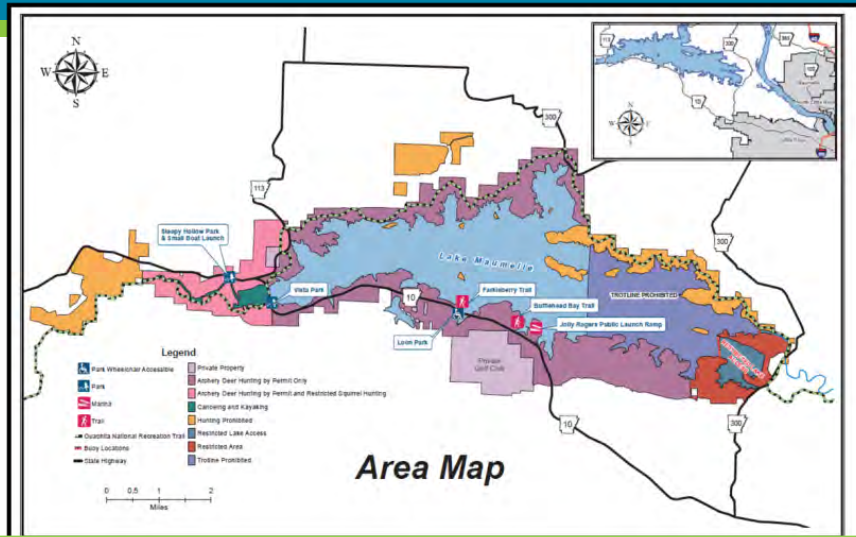 N
W E
S
113
300
10
N
W E
S
300
113
Sleepy Hollow Park
& Small Boat Launch
Lake Maumelle
300
Vista Park
Farkleberry Trail
TROTLINE PROHIBITED
10
Bufflehead Bay Trail
Loon Park
Jolly Rogers Public Launch Ramp
Private
Golf Club
10
300
Legend
Park Wheelchair Accessible
Park
Marina
Trail
Ouachita National Recreation Trail
Buoy Locations
State Highway
Private Property
Archery Deer Hunting by Permit Only
Archery Deer Hunting by Permit and Restricted Squirrel Hunting
Canoeing and Kayaking
Hunting Prohibited
Restricted Lake Access
Restricted Area
Trotline Prohibited
0 0.5 1 2
Miles
Area Map